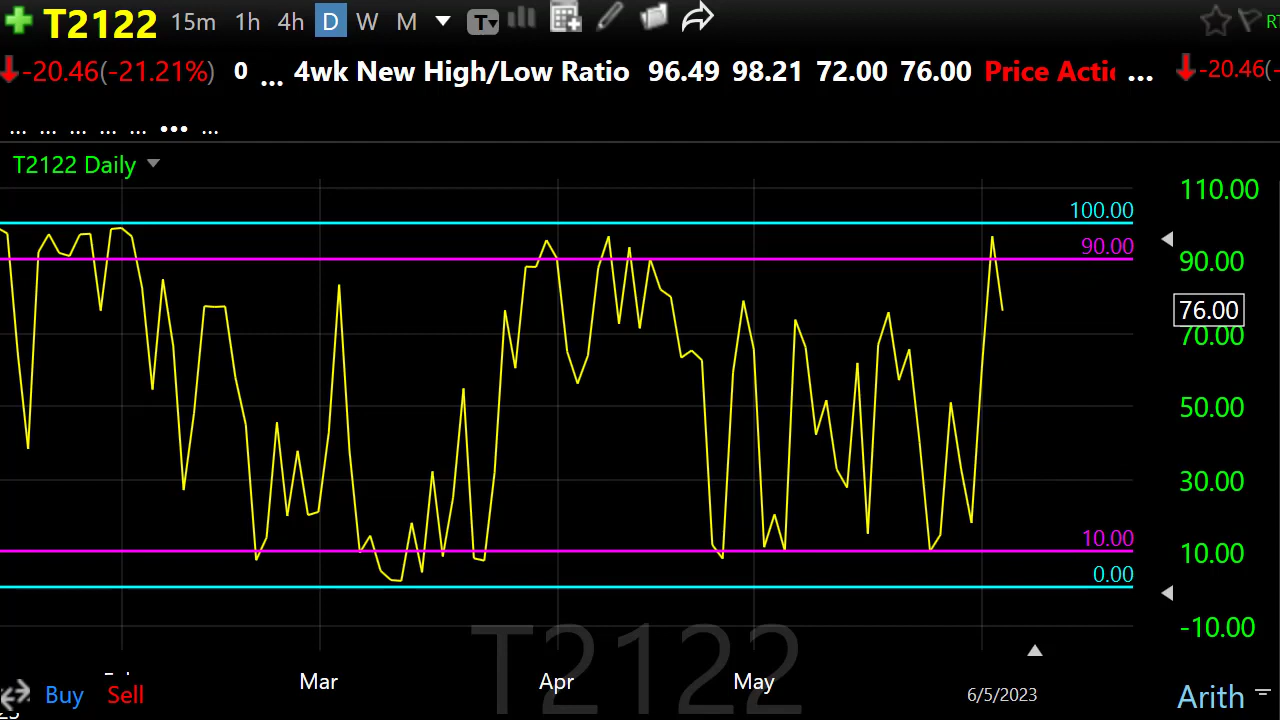 T2122 15m 1h 4h D W M T
-20.46(-21.21%) 0 ... 4wk New High/Low Ratio 96.49 98.21 72.00 76.00 Price Actic ... -20.46(-
... ... ... ... ... ... ...
T2122 Daily
110.00
100.00
90.00
90.00
76.00
70.00
50.00
30.00
10.00
10.00
0.00
-10.00
T2122
Mar Apr May 6/5/2023
Buy Sell Arith